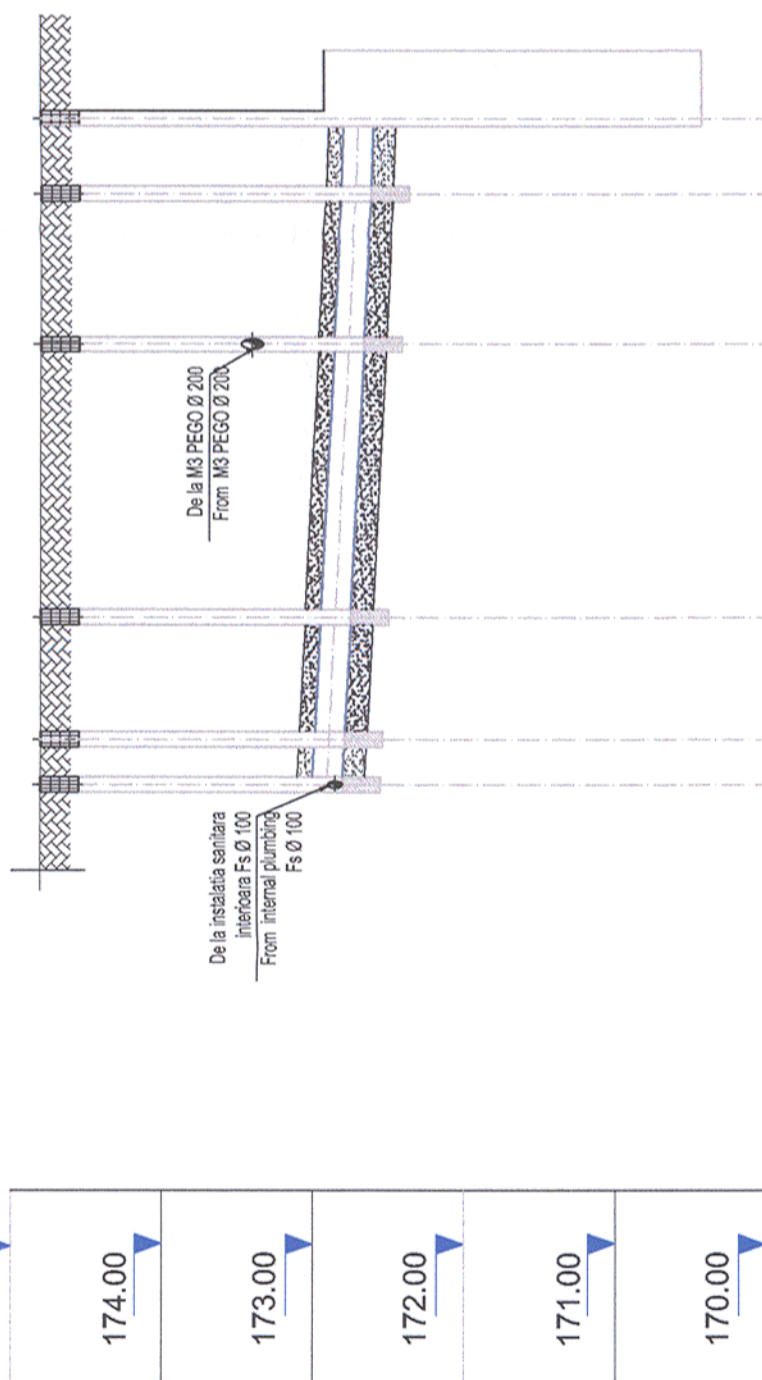 De la M3 PEGO Ø 200
From M3 PEGO Ø 200
De la instalatia sanitara
interioara Fs Ø 100
From internal plumbing
Fs Ø 100
174.00
173.00
172.00
171.00
170.00